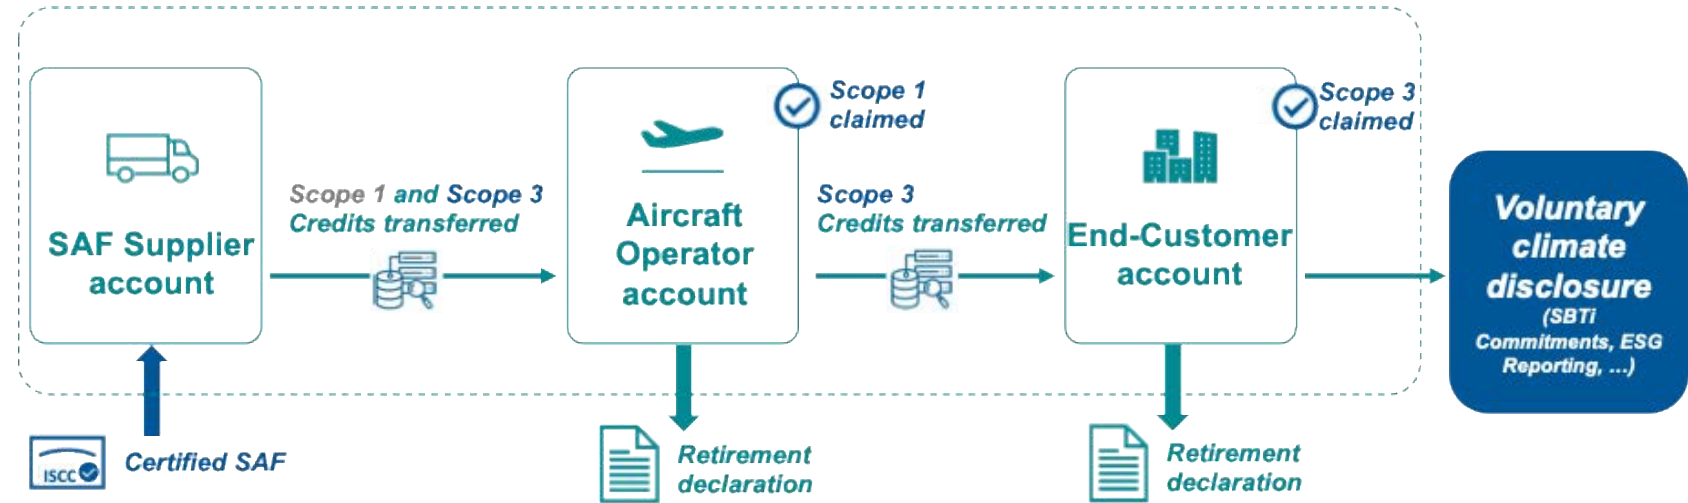 SAF Supplier
account
Scope 1 and Scope 3
Credits transferred
Aircraft
Operator
account
Scope 1
claimed
Scope 3
Credits transferred
End-Customer
account
Scope 3
claimed
Voluntary
climate
disclosure
(SBTi
Commitments, ESG
Reporting, ...)
ISCC
Certified SAF
Retirement
declaration
Retirement
declaration